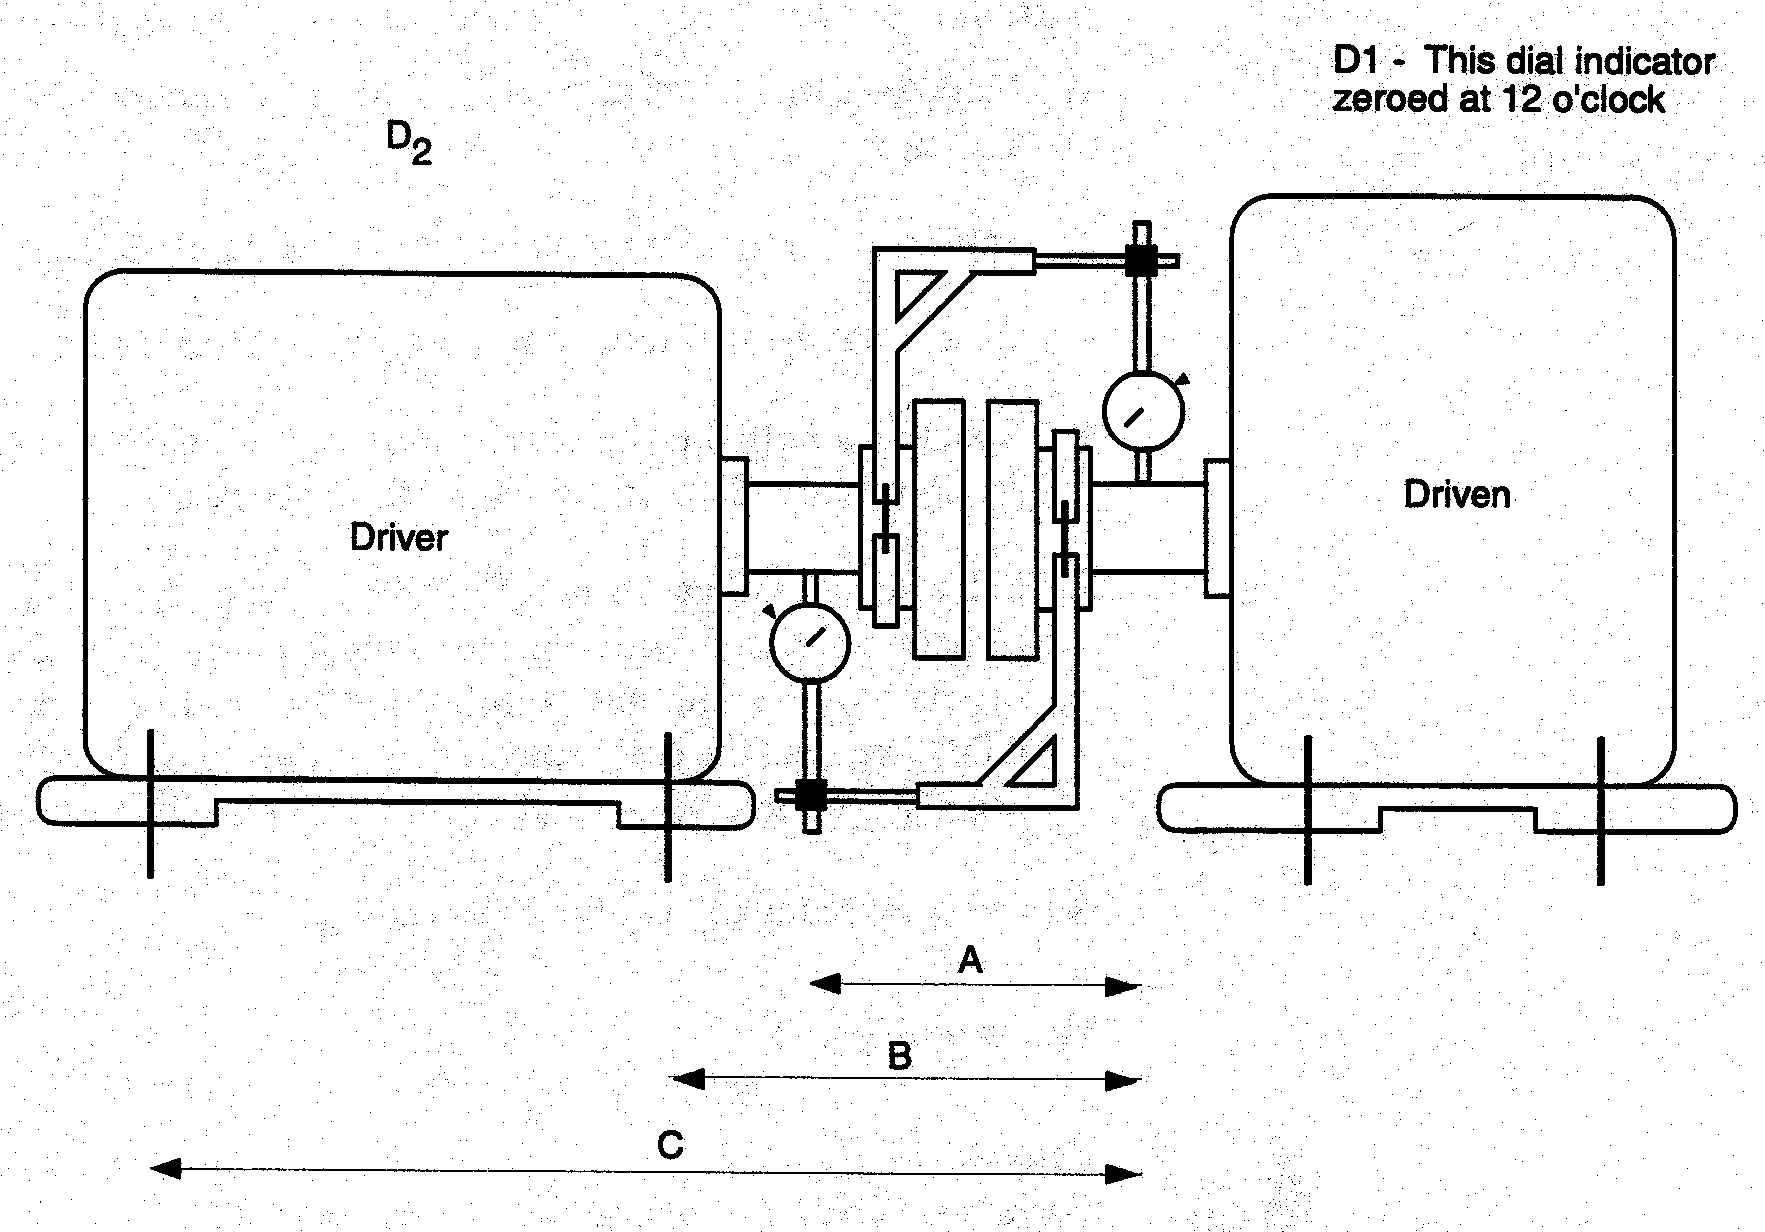 D1 - This dial indicator
zeroed at 12 o'clock
D2
Driver
Driven
A
B
C